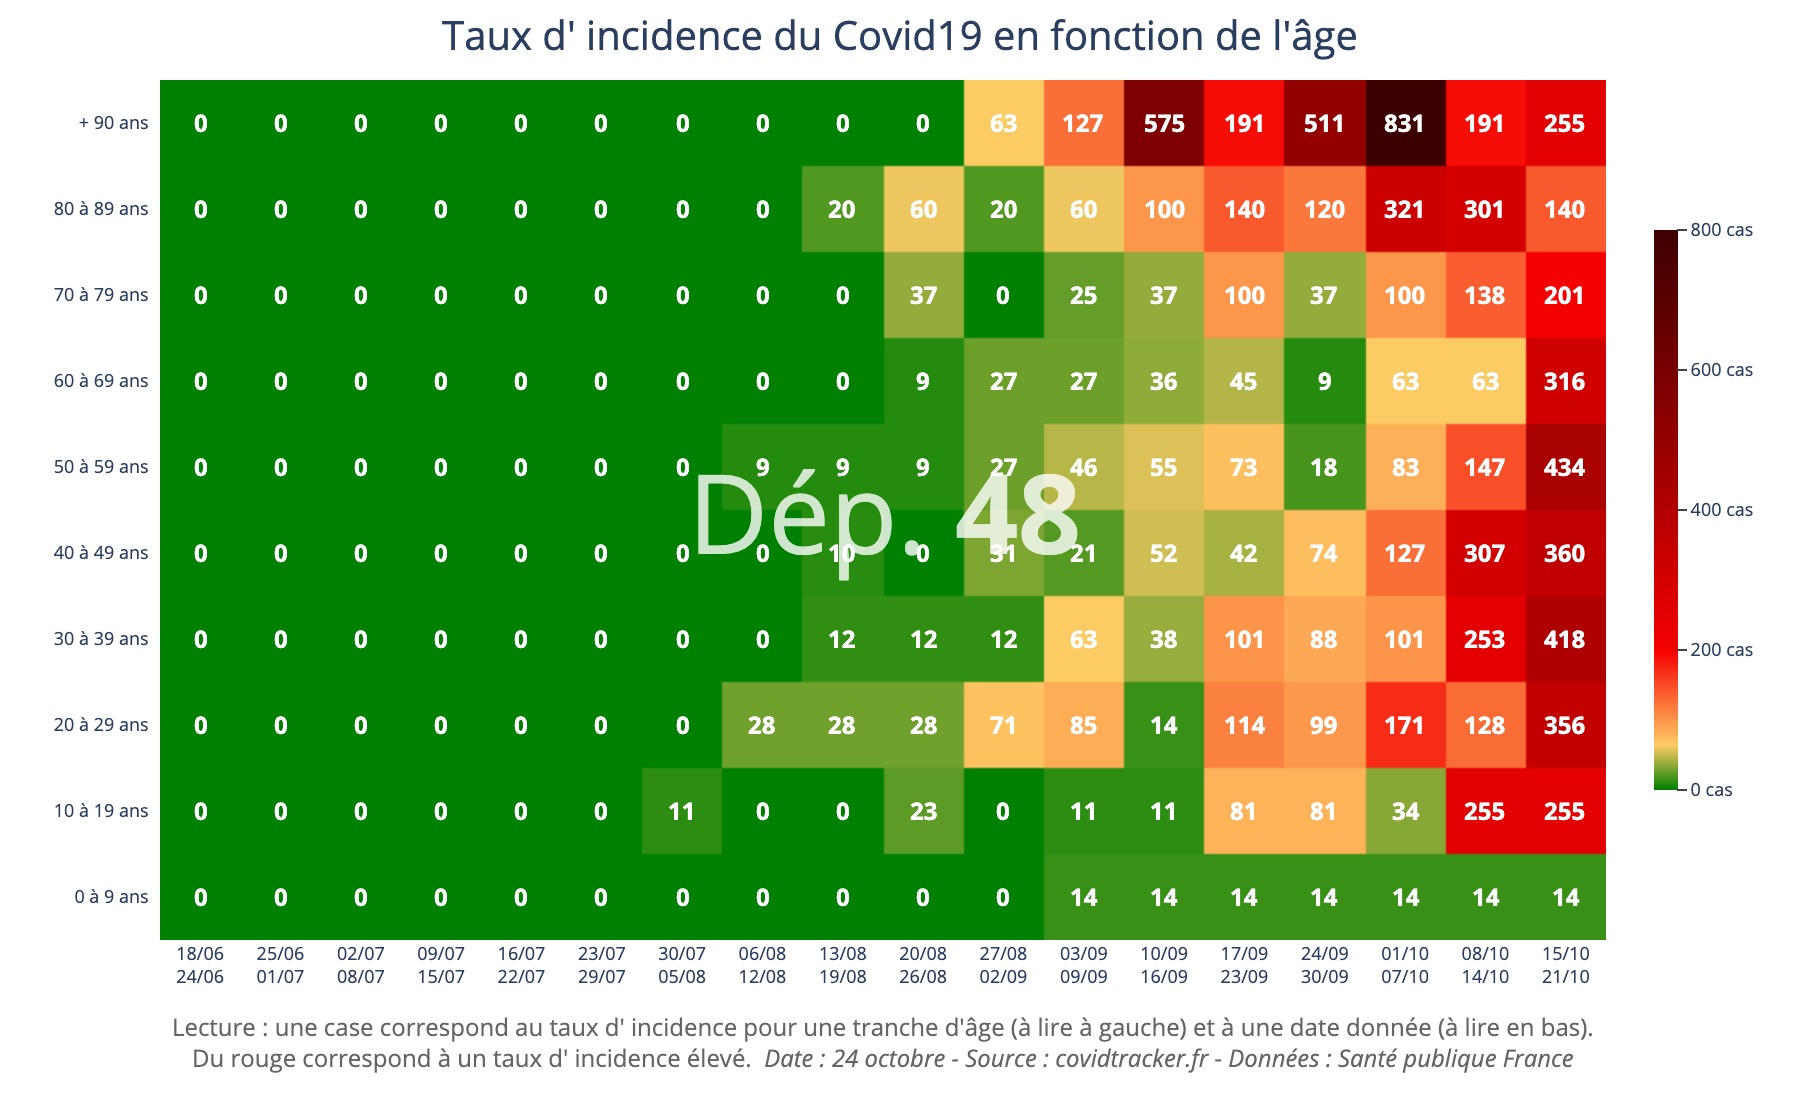 Taux d' incidence du Covid19 en fonction de l'âge
+ 90 ans 0 0 0 0 0 0 0 0 0 0 63 127 575 191 511 831 191 255
80 à 89 ans 0 0 0 0 0 0 0 0 20 60 20 60 100 140 120 321 301 140
800 cas
70 à 79 ans 0 0 0 0 0 0 0 0 0 37 0 25 37 100 37 100 138 201
600 cas
60 à 69 ans 0 0 0 0 0 0 0 0 0 9 27 27 36 45 9 63 63 316
50 à 59 ans 0 0 0 0 0 0 0 9 9 9 27 46 55 73 18 83 147 434
Dép. 48
400 cas
40 à 49 ans 0 0 0 0 0 0 0 0 10 0 31 21 52 42 74 127 307 360
30 à 39 ans 0 0 0 0 0 0 0 0 12 12 12 63 38 101 88 101 253 418
200 cas
20 à 29 ans 0 0 0 0 0 0 0 28 28 28 71 85 14 114 99 171 128 356
0 cas
10 à 19 ans 0 0 0 0 0 0 11 0 0 23 0 11 11 81 81 34 255 255
0 à 9 ans 0 0 0 0 0 0 0 0 0 0 0 14 14 14 14 14 14 14
18/06 25/06 02/07 09/07 16/07 23/07 30/07 06/08 13/08 20/08 27/08 03/09 10/09 17/09 24/09 01/10 08/10 15/10
24/06 01/07 08/07 15/07 22/07 29/07 05/08 12/08 19/08 26/08 02/09 09/09 16/09 23/09 30/09 07/10 14/10 21/10
Lecture : une case correspond au taux d' incidence pour une tranche d'âge (à lire à gauche) et à une date donnée (à lire en bas).
Du rouge correspond à un taux d' incidence élevé. Date : 24 octobre - Source : covidtracker.fr - Données : Santé publique France